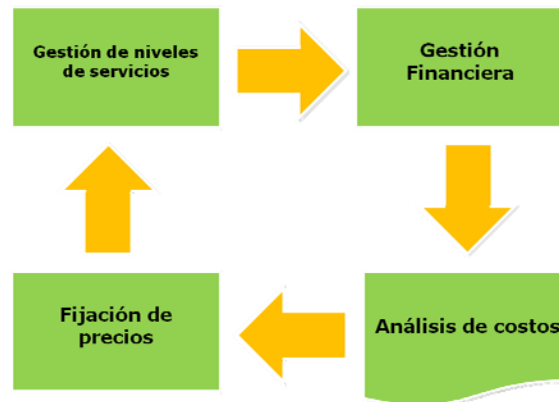 Gestión de niveles
de servicios
Gestión
Financiera
Fijación de
precios
Análisis de costos